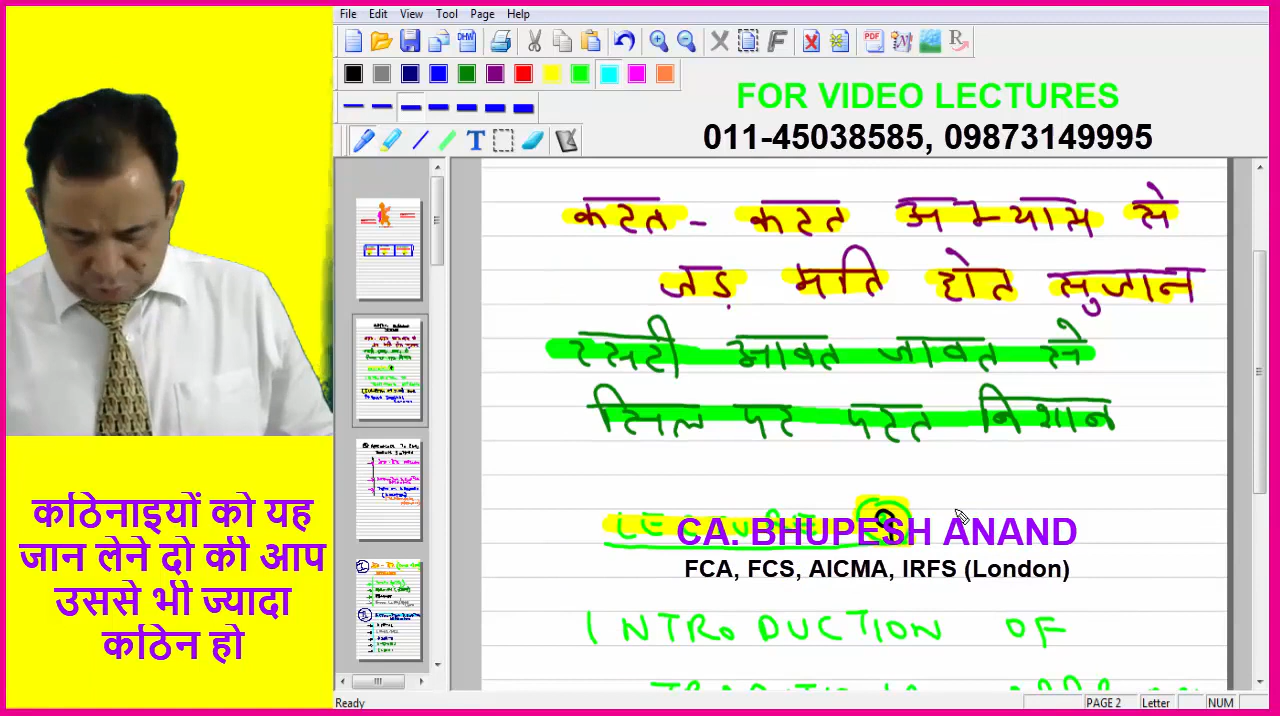 File Edit View Tool Page Help
FOR VIDEO LECTURES
011-45038585, 09873149995
करत - करत अभ्यास से
जड़ मति होत सुजान
रसरी आवत जावत से
सिल पर परत निशान
CA. BHUPESH ANAND
FCA, FCS, AICMA, IRFS (London)
INTRODUCTION OF
कठिनाइयों को यह
जान लेने दो की आप
उससे भी ज्यादा
कठिन हो
Ready
PAGE 2 Letter NUM